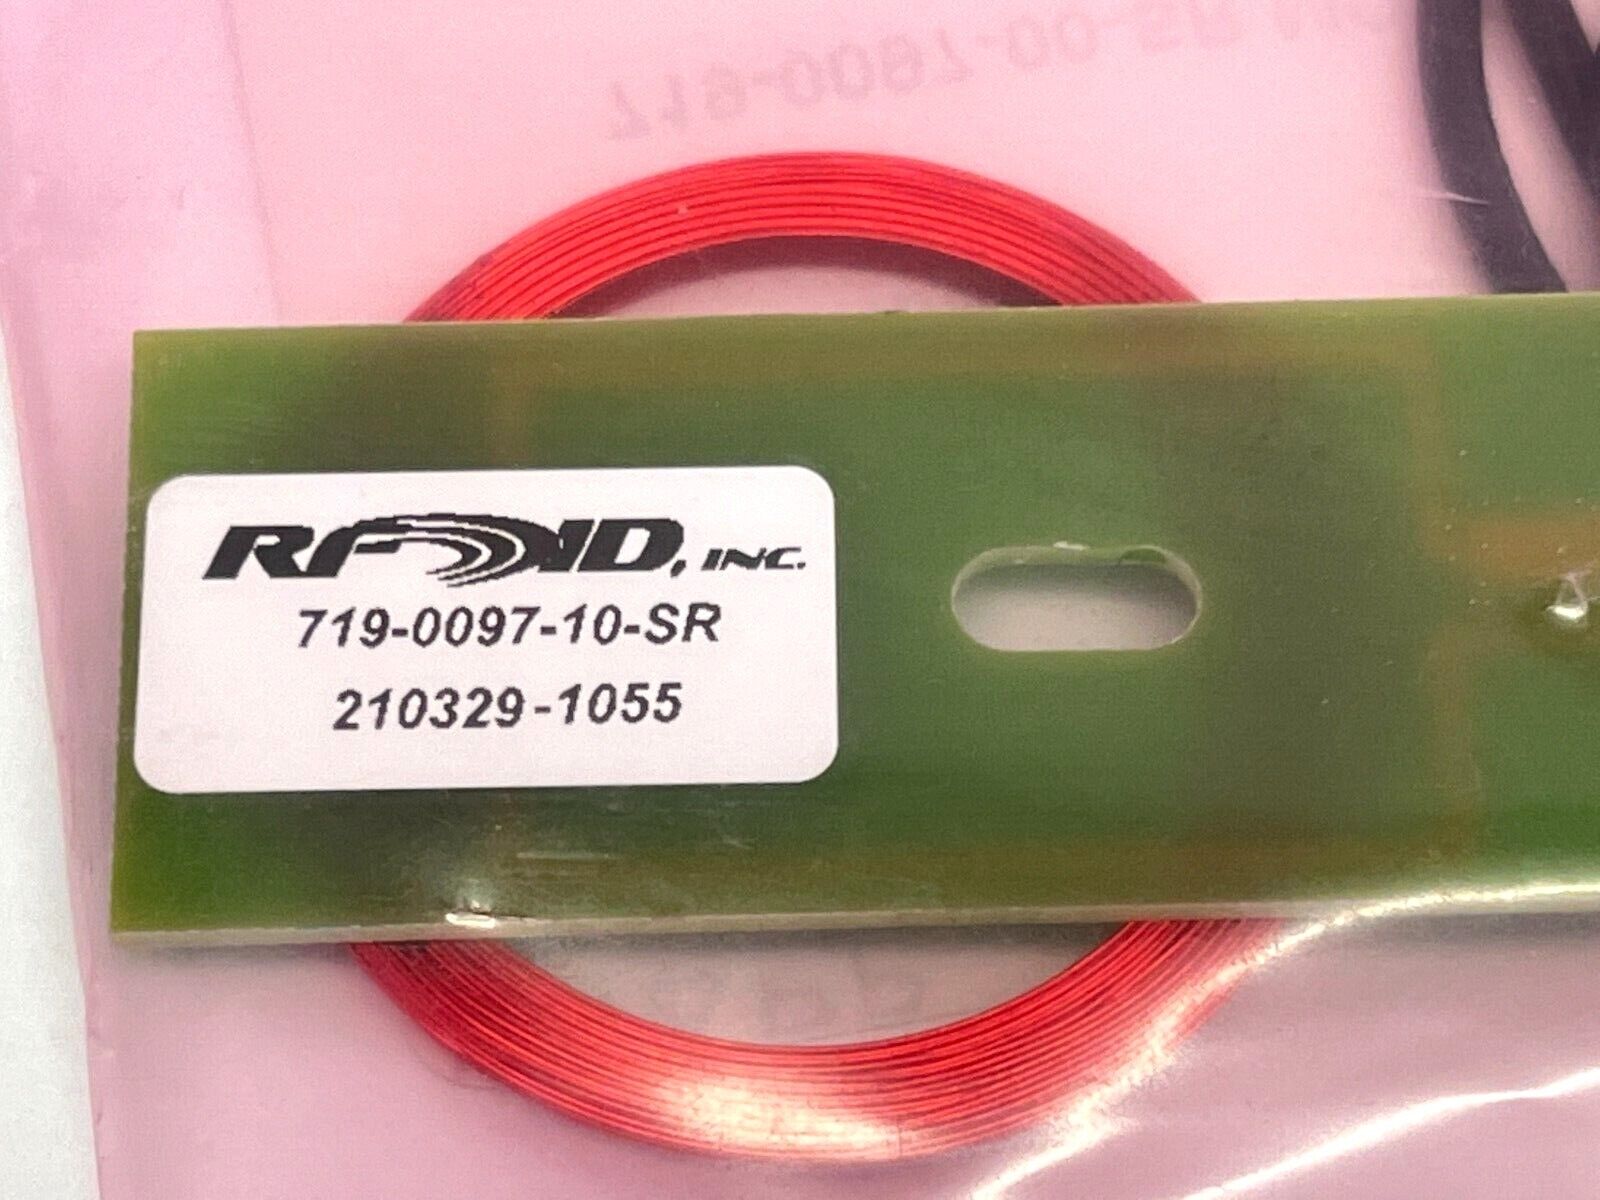 RFID, INC.
719-0097-10-SR
210329-1055